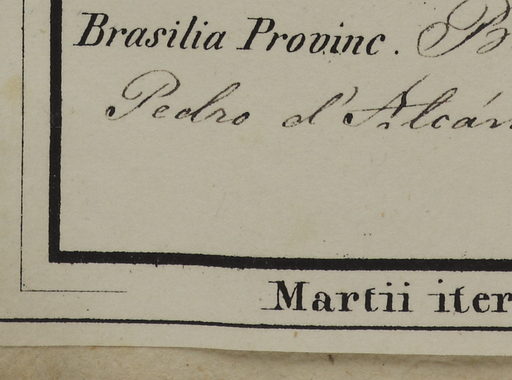 Brasilia Provinc. B
Pedro d'Alcán
Martii iter